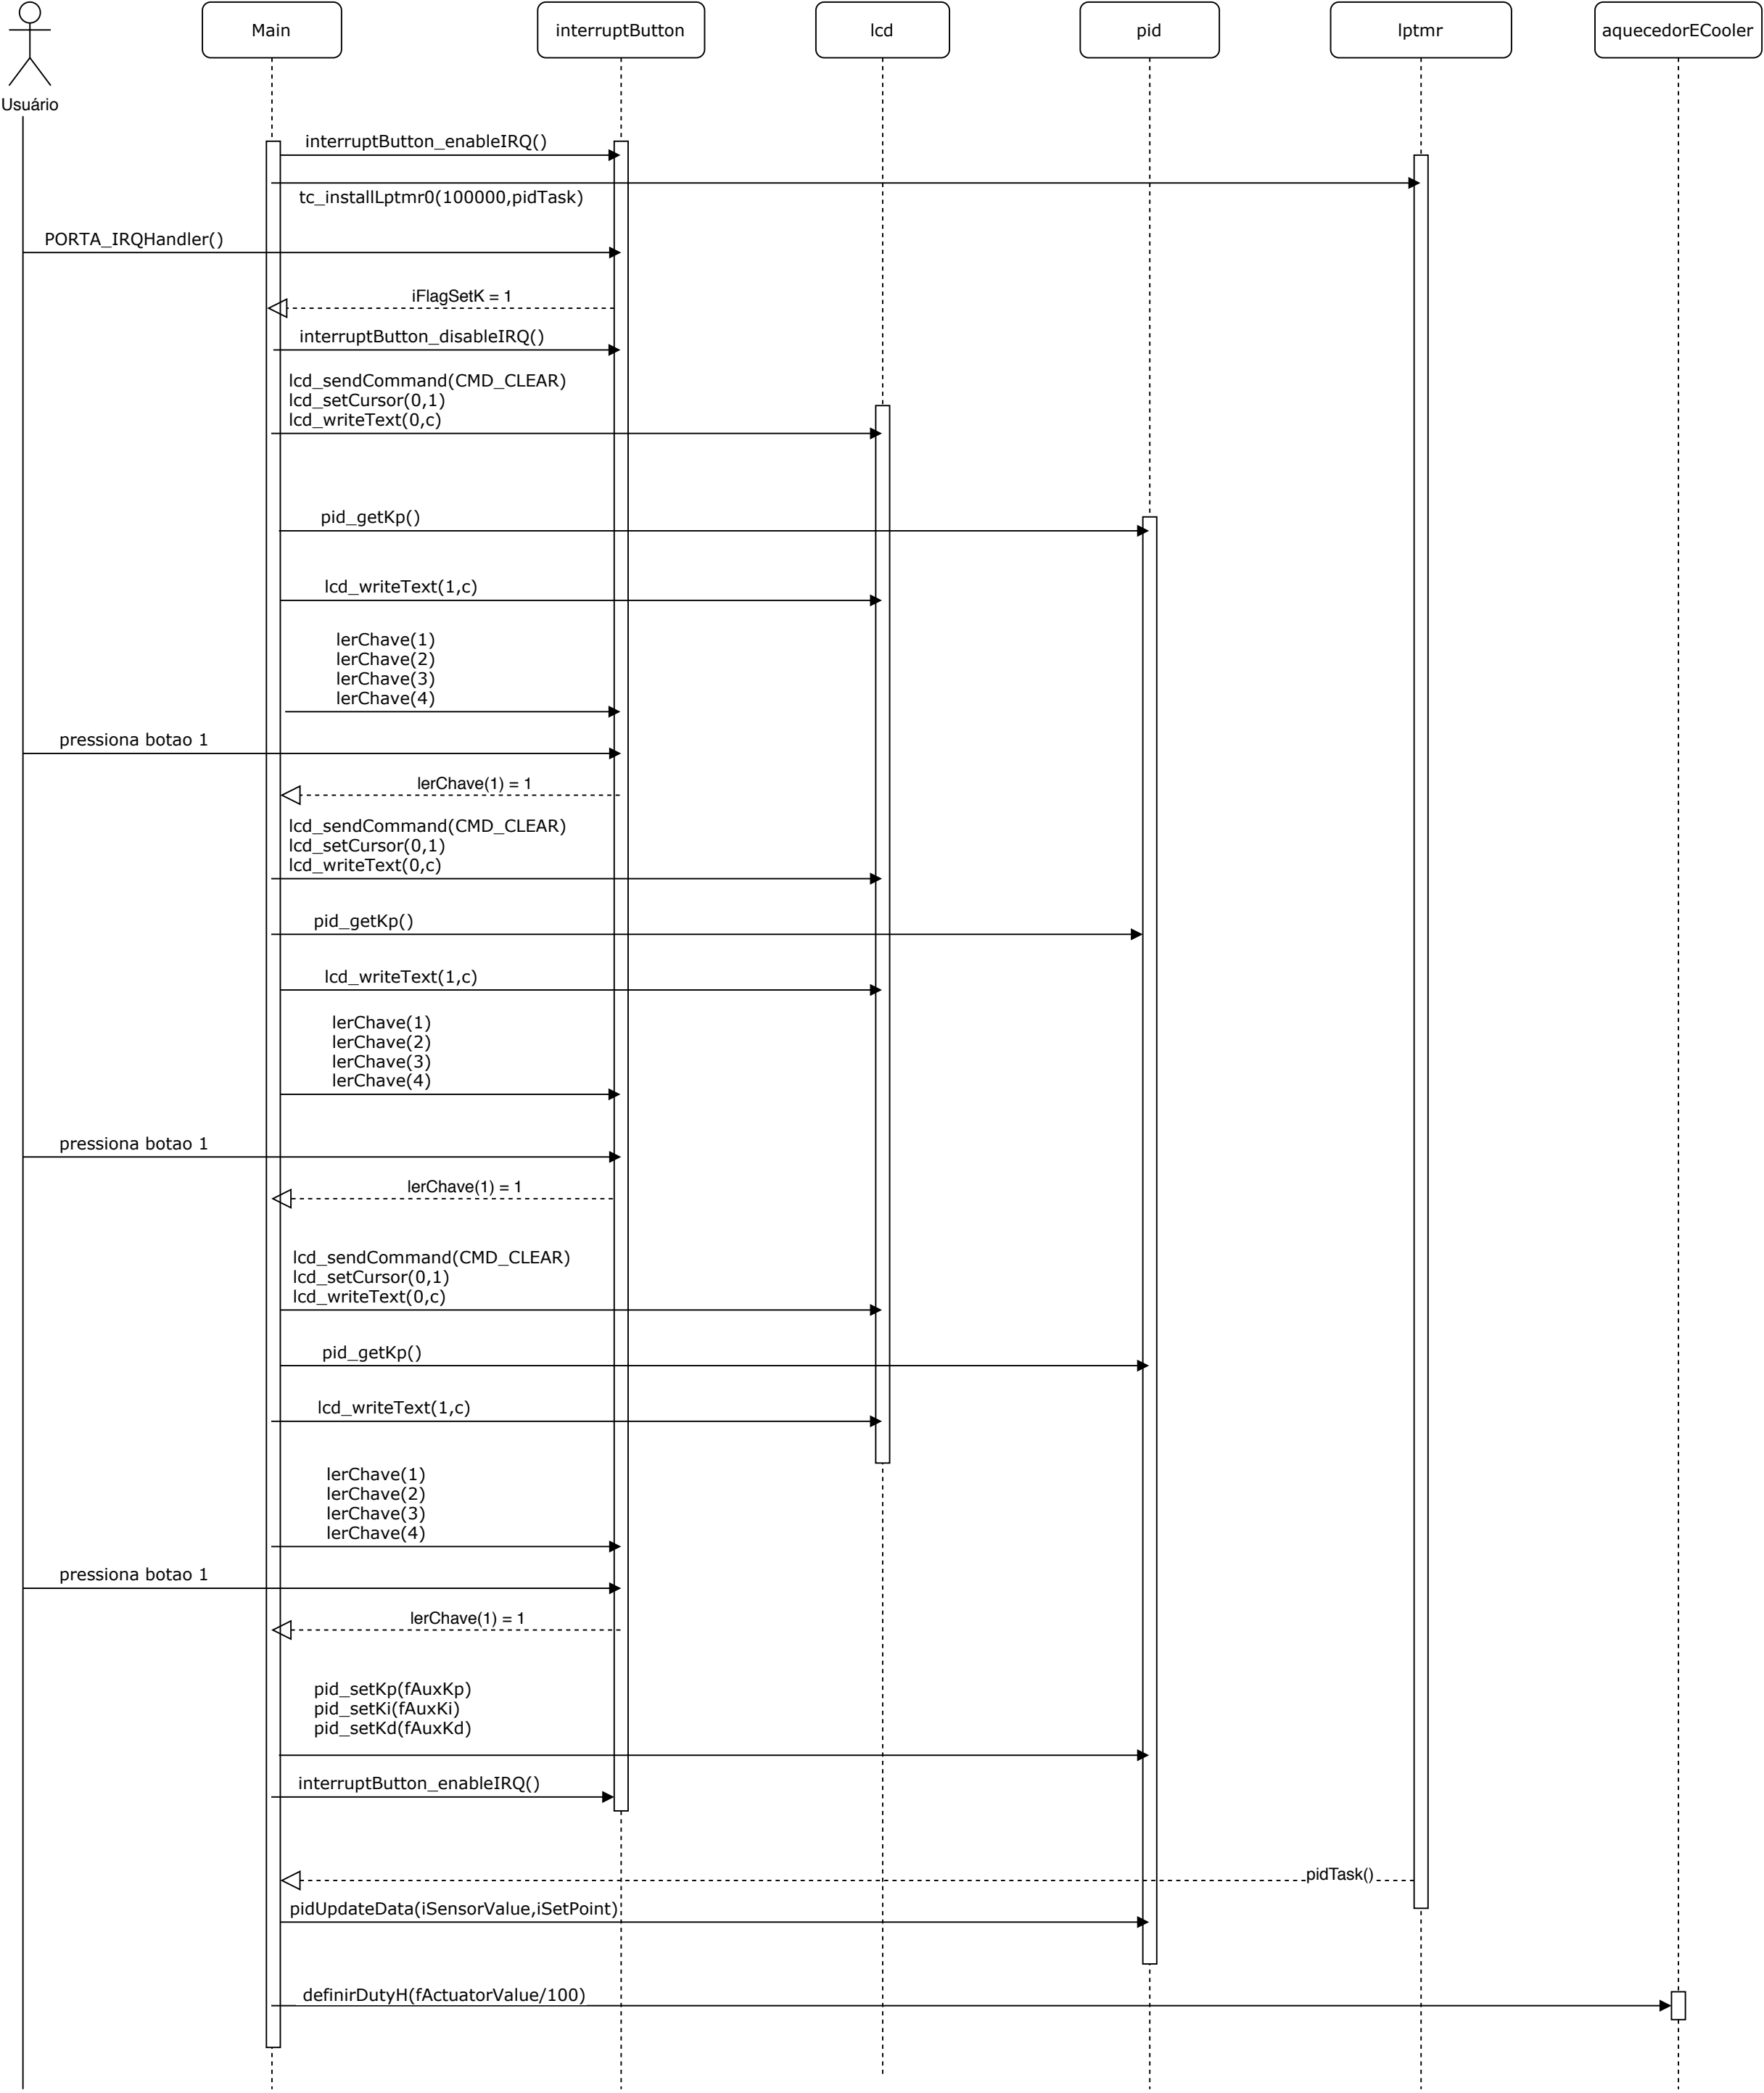 Usuário
Main
interruptButton
lcd
pid
lptmr
aquecedorECooler
interruptButton_enableIRQ()
tc_installLptmr0(100000,pidTask)
PORTA_IRQHandler()
iFlagSetK = 1
interruptButton_disableIRQ()
lcd_sendCommand(CMD_CLEAR)
lcd_setCursor(0,1)
lcd_writeText(0,c)
pid_getKp()
lcd_writeText(1,c)
lerChave(1)
lerChave(2)
lerChave(3)
lerChave(4)
pressiona botao 1
lerChave(1) = 1
lcd_sendCommand(CMD_CLEAR)
lcd_setCursor(0,1)
lcd_writeText(0,c)
pid_getKp()
lcd_writeText(1,c)
lerChave(1)
lerChave(2)
lerChave(3)
lerChave(4)
pressiona botao 1
lerChave(1) = 1
lcd_sendCommand(CMD_CLEAR)
lcd_setCursor(0,1)
lcd_writeText(0,c)
pid_getKp()
lcd_writeText(1,c)
lerChave(1)
lerChave(2)
lerChave(3)
lerChave(4)
pressiona botao 1
lerChave(1) = 1
pid_setKp(fAuxKp)
pid_setKi(fAuxKi)
pid_setKd(fAuxKd)
interruptButton_enableIRQ()
pidTask()
pidUpdateData(iSensorValue,iSetPoint)
definirDutyH(fActuatorValue/100)